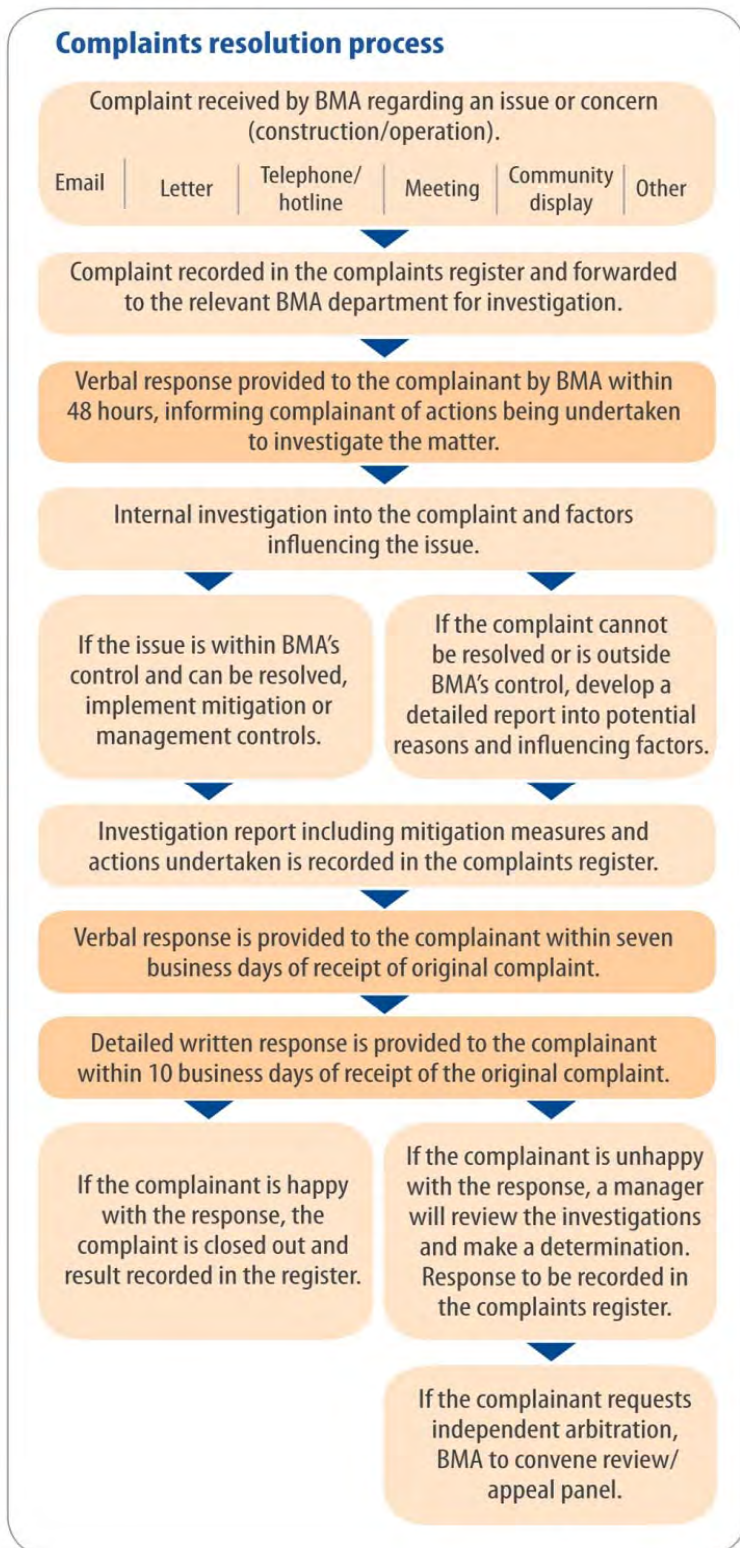 Complaints resolution process
Complaint received by BMA regarding an issue or concern
(construction/operation).
Email
Letter
Telephone/
hotline
Meeting
Community
display
Other
Complaint recorded in the complaints register and forwarded
to the relevant BMA department for investigation.
Verbal response provided to the complainant by BMA within
48 hours, informing complainant of actions being undertaken
to investigate the matter.
Internal investigation into the complaint and factors
influencing the issue.
If the issue is within BMA’s
control and can be resolved,
implement mitigation or
management controls.
If the complaint cannot
be resolved or is outside
BMA’s control, develop a
detailed report into potential
reasons and influencing factors.
Investigation report including mitigation measures and
actions undertaken is recorded in the complaints register.
Verbal response is provided to the complainant within seven
business days of receipt of original complaint.
Detailed written response is provided to the complainant
within 10 business days of receipt of the original complaint.
If the complainant is happy
with the response, the
complaint is closed out and
result recorded in the register.
If the complainant is unhappy
with the response, a manager
will review the investigations
and make a determination.
Response to be recorded in
the complaints register.
If the complainant requests
independent arbitration,
BMA to convene review/
appeal panel.